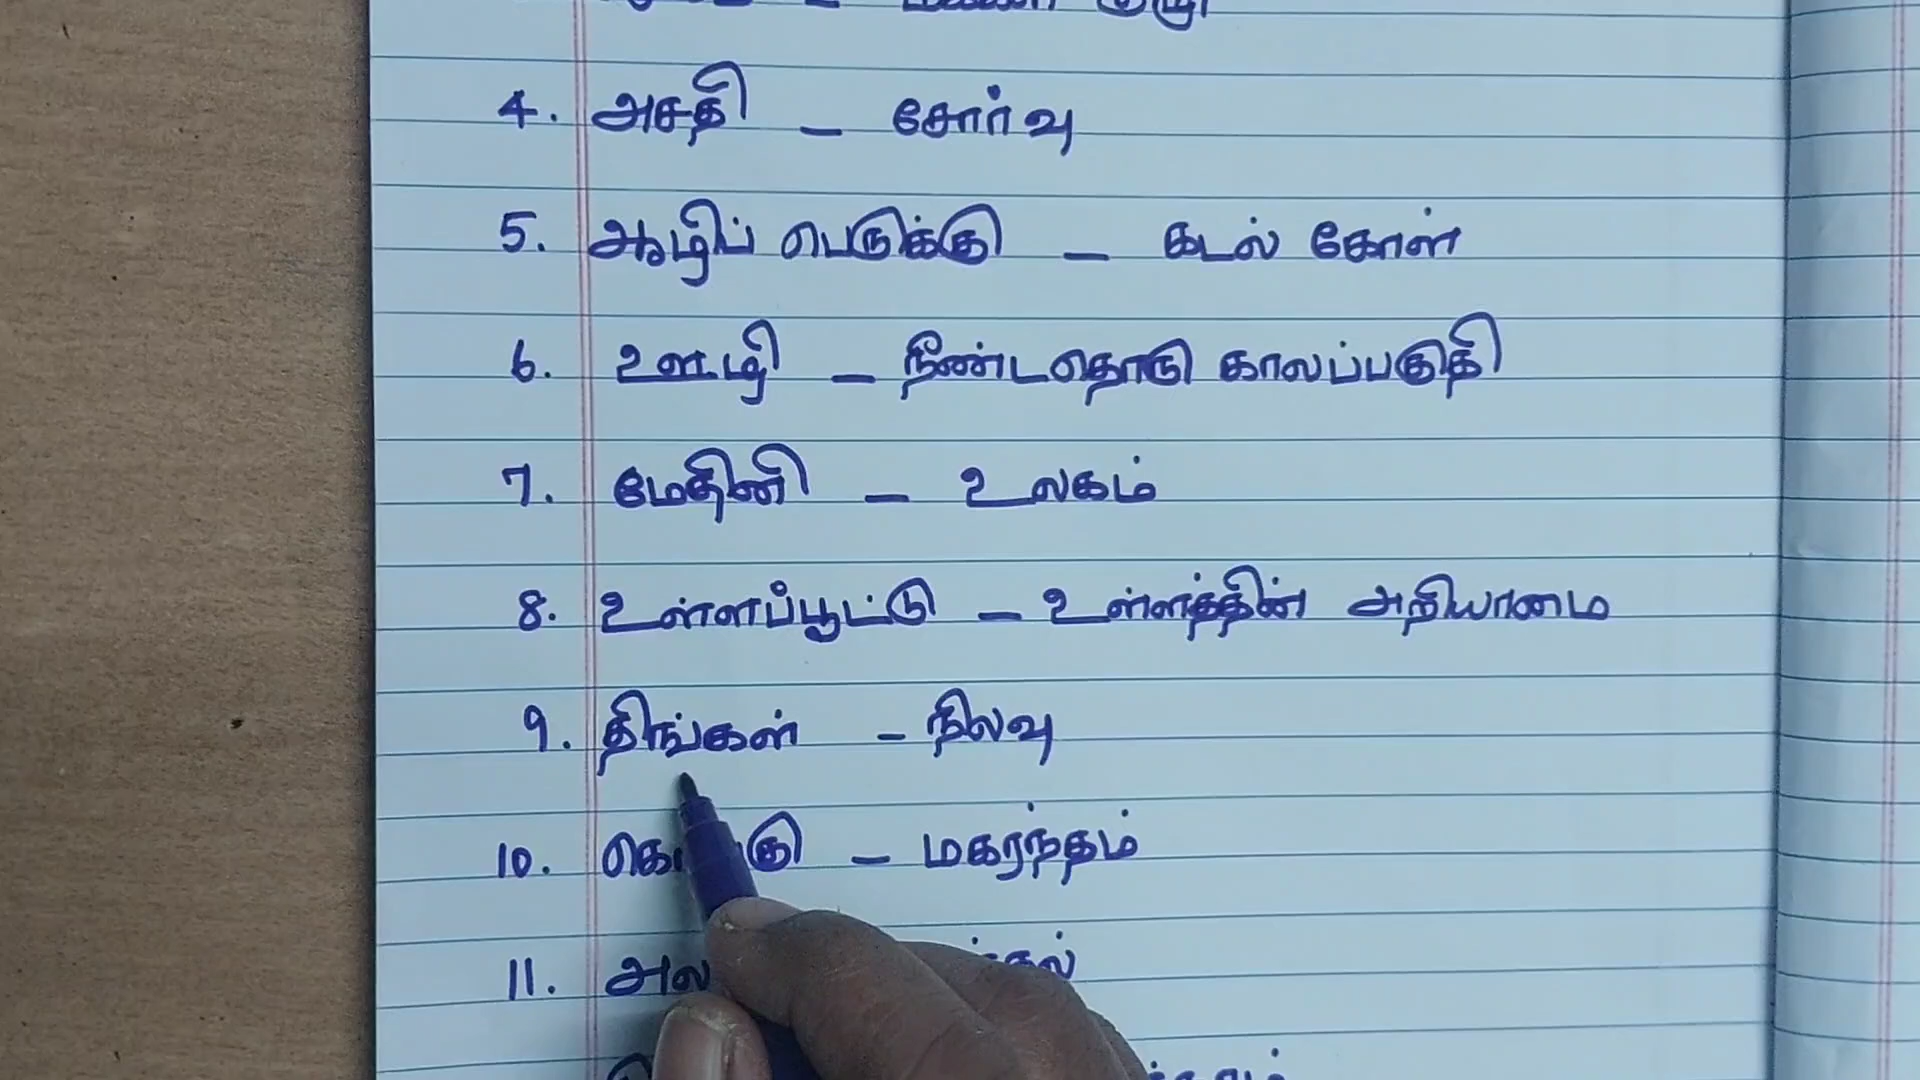 4. அசதி – சோர்வு
5. ஆழிப் பெருக்கு – கடல் கோள்
6. ஊழி – நீண்டதொரு காலப்பகுதி
7. மேதினி – உலகம்
8. உள்ளப்பூட்டு – உள்ளத்தின் அறியாமை
9. திங்கள் – நிலவு
10. – மகரந்தம்
11.